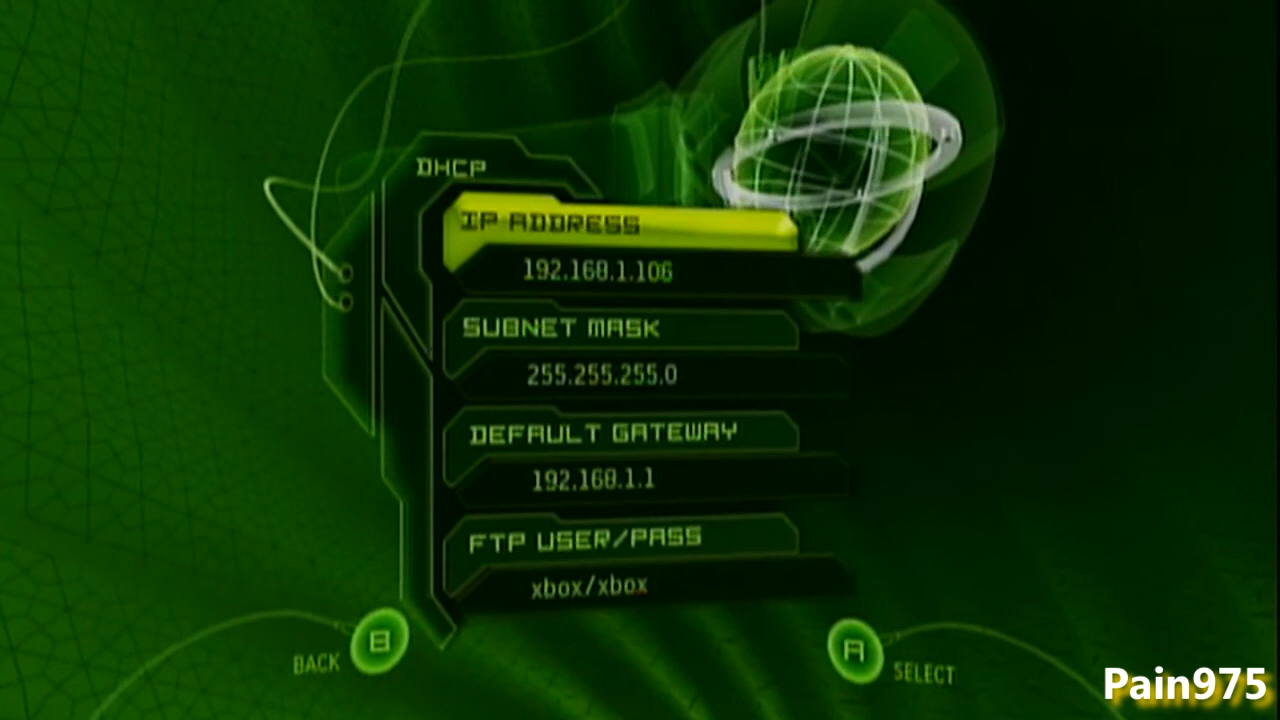 DHCP
IP ADDRESS
192.168.1.106
SUBNET MASK
255.255.255.0
DEFAULT GATEWAY
192.168.1.1
FTP USER/PASS
xbox/xbox
B
BACK
A
SELECT
Pain975